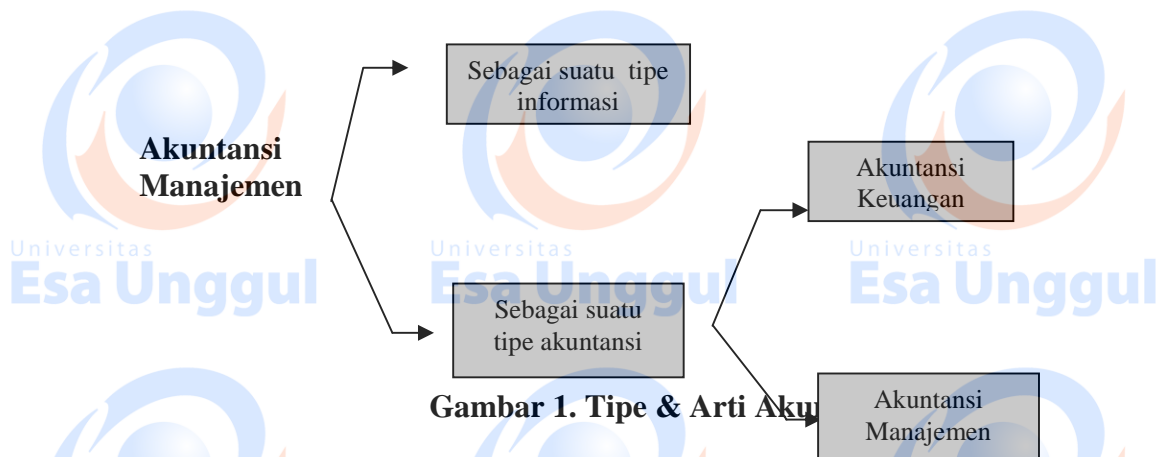 Sebagai suatu tipe
informasi
Akuntansi
Manajemen
Akuntansi
Keuangan
Universitas
Esa Unggul
Universitas
Esa Unggul
Universitas
Esa Unggul
Sebagai suatu
tipe akuntansi
Gambar 1. Tipe & Arti
Akuntansi
Manajemen